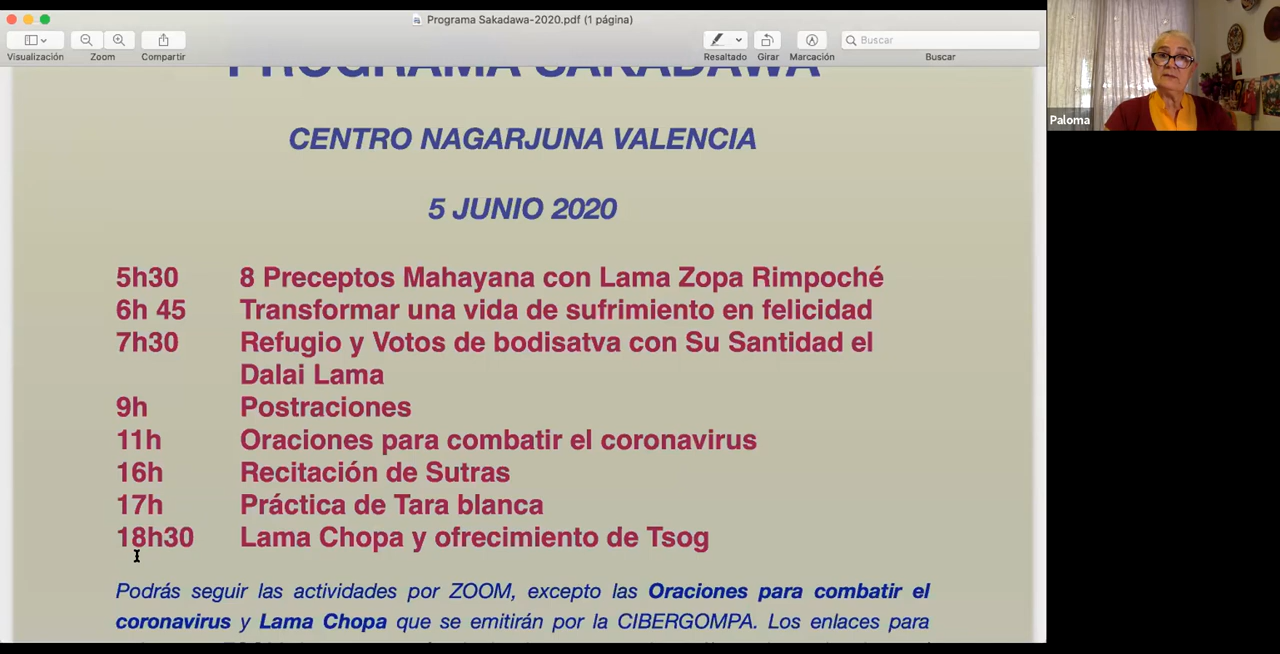 Programa Sakadawa-2020.pdf (1 página)
Visualización
Zoom
Compartir
Resaltado
Girar
Marcación
Buscar
Buscar
PROGRAMA SAKADAWA
Paloma
CENTRO NAGARJUNA VALENCIA
5 JUNIO 2020
5h30 8 Preceptos Mahayana con Lama Zopa Rimpoché
6h 45 Transformar una vida de sufrimiento en felicidad
7h30 Refugio y Votos de bodisatva con Su Santidad el
Dalai Lama
9h Postraciones
11h Oraciones para combatir el coronavirus
16h Recitación de Sutras
17h Práctica de Tara blanca
18h30 Lama Chopa y ofrecimiento de Tsog
Podrás seguir las actividades por ZOOM, excepto las Oraciones para combatir el
coronavirus y Lama Chopa que se emitirán por la CIBERGOMPA. Los enlaces para